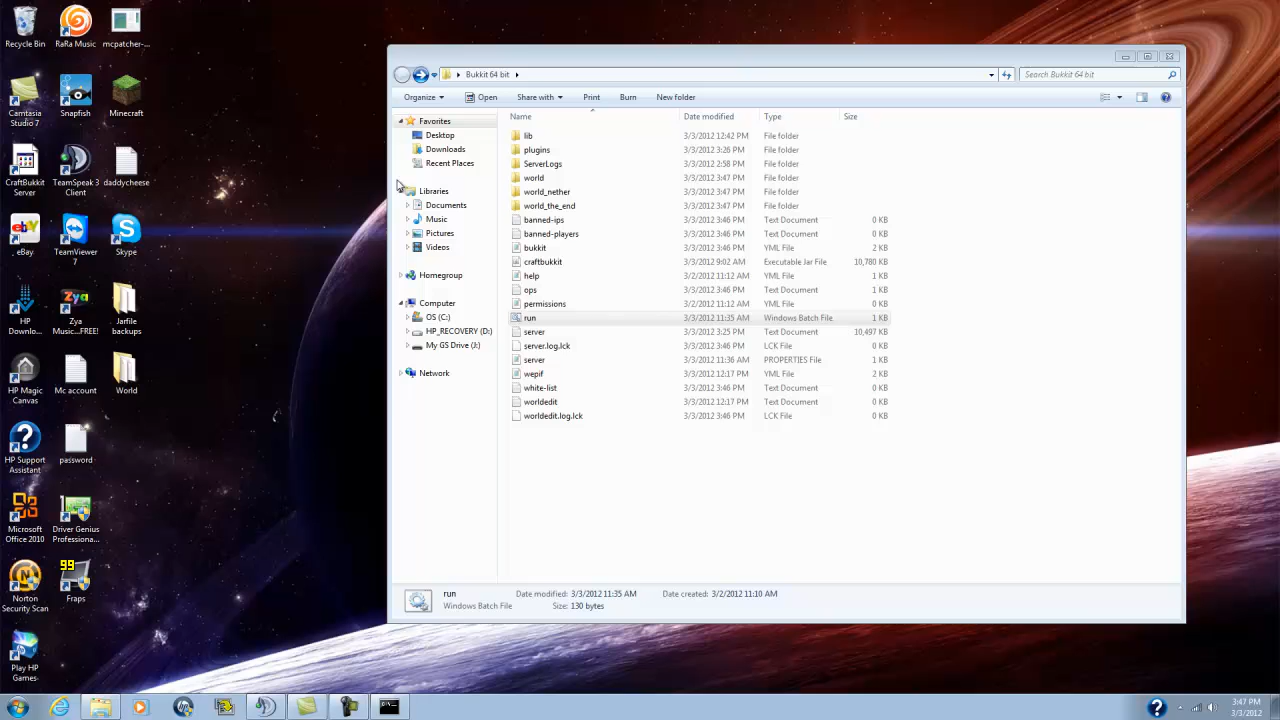 Recycle Bin
RaRa Music
mcpatcher-...
Camtasia Studio 7
Snapfish
Minecraft
CraftBukkit Server
TeamSpeak 3 Client
daddycheese
eBay
TeamViewer 7
Skype
HP Downlo...
Zya Music...FREE!
Jarfile backups
HP Magic Canvas
Mc account
World
HP Support Assistant
password
Microsoft Office 2010
Driver Genius Professiona...
99
Norton Security Scan
Fraps
Play HP Games-
Bukkit 64 bit
Search Bukkit 64 bit
Organize
Open
Share with
Print
Burn
New folder
Favorites
Desktop
Downloads
Recent Places
Libraries
Documents
Music
Pictures
Videos
Homegroup
Computer
OS (C:)
HP_RECOVERY (D:)
My GS Drive (J:)
Network
Name Date modified Type Size
lib 3/3/2012 12:42 PM File folder
plugins 3/3/2012 3:26 PM File folder
ServerLogs 3/3/2012 2:58 PM File folder
world 3/3/2012 3:47 PM File folder
world_nether 3/3/2012 3:47 PM File folder
world_the_end 3/3/2012 3:47 PM File folder
banned-ips 3/3/2012 3:46 PM Text Document 0 KB
banned-players 3/3/2012 3:46 PM Text Document 0 KB
bukkit 3/3/2012 3:46 PM YML File 2 KB
craftbukkit 3/3/2012 9:02 AM Executable Jar File 10,780 KB
help 3/2/2012 11:12 AM YML File 1 KB
ops 3/3/2012 3:46 PM Text Document 1 KB
permissions 3/2/2012 11:12 AM YML File 0 KB
run 3/3/2012 11:35 AM Windows Batch File 1 KB
server 3/3/2012 3:25 PM Text Document 10,497 KB
server.log.lck 3/3/2012 3:46 PM LCK File 0 KB
server 3/3/2012 11:36 AM PROPERTIES File 1 KB
wepif 3/3/2012 12:17 PM YML File 2 KB
white-list 3/3/2012 3:46 PM Text Document 0 KB
worldedit 3/3/2012 12:17 PM Text Document 0 KB
worldedit.log.lck 3/3/2012 3:46 PM LCK File 0 KB
run Date modified: 3/3/2012 11:35 AM Date created: 3/2/2012 11:10 AM
Windows Batch File Size: 130 bytes
3:47 PM
3/3/2012